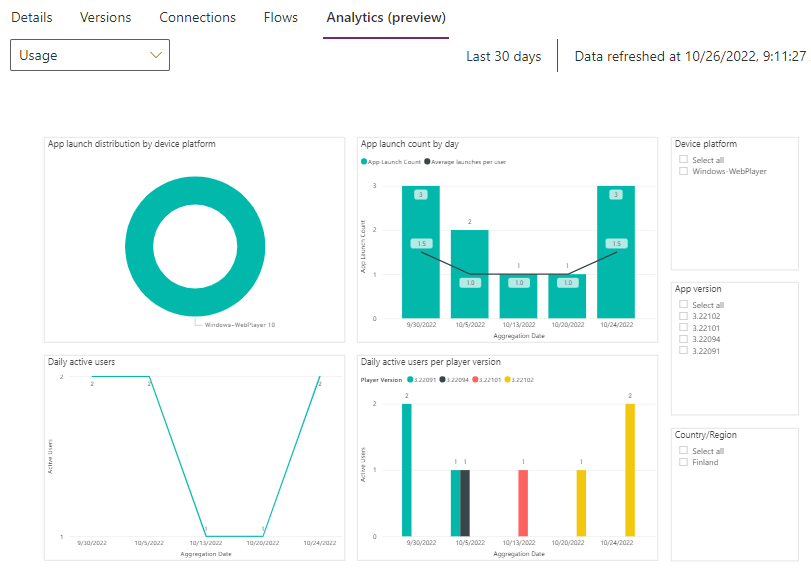 Details Versions Connections Flows Analytics (preview)
Usage
Last 30 days Data refreshed at 10/26/2022, 9:11:27
App launch distribution by device platform
Windows-WebPlayer 10
App launch count by day
App Launch Count Average launches per user
App Launch Count
3
2
1
0
3
2
1
1
3
1.5
1.0
1.0
1.0
1.5
9/30/2022 10/5/2022 10/13/2022 10/20/2022 10/24/2022
Aggregation Date
Device platform
Select all
Windows-WebPlayer
App version
Select all
3.22102
3.22101
3.22094
3.22091
Daily active users
Active Users
2
1
2
2
1
1
2
9/30/2022 10/5/2022 10/13/2022 10/20/2022 10/24/2022
Aggregation Date
Daily active users per player version
Player Version 3.22091 3.22094 3.22101 3.22102
Active Users
2
1
0
2
1
1
1
1
2
9/30/2022 10/5/2022 10/13/2022 10/20/2022 10/24/2022
Aggregation Date
Country/Region
Select all
Finland